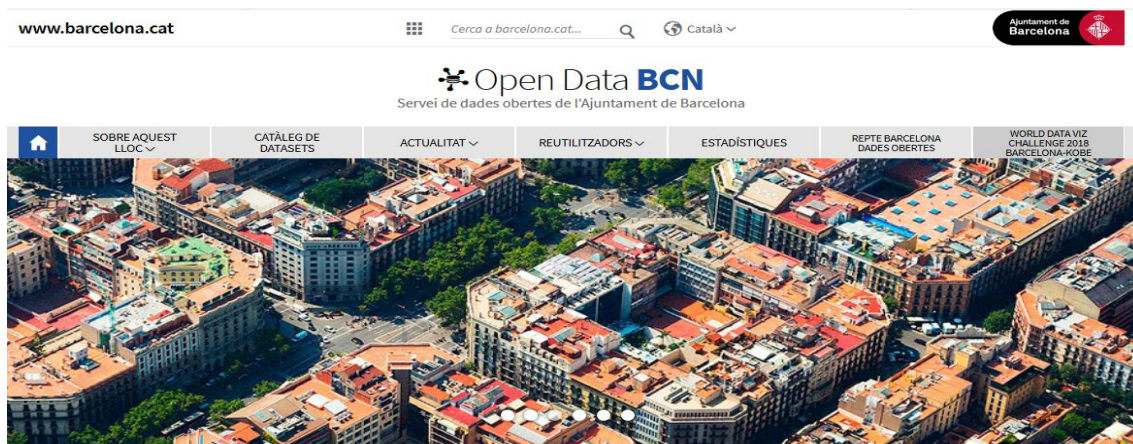 www.barcelona.cat
Cerca a barcelona.cat...
Català
Ajuntament de
Barcelona
Open Data BCN
Servei de dades obertes de l'Ajuntament de Barcelona
SOBRE AQUEST
LLOC
CATÀLEG DE
DATASETS
ACTUALITAT
REUTILITZADORS
ESTADÍSTIQUES
REPTE BARCELONA
DADES OBERTES
WORLD DATA VIZ
CHALLENGE 2018
BARCELONA-KOBE